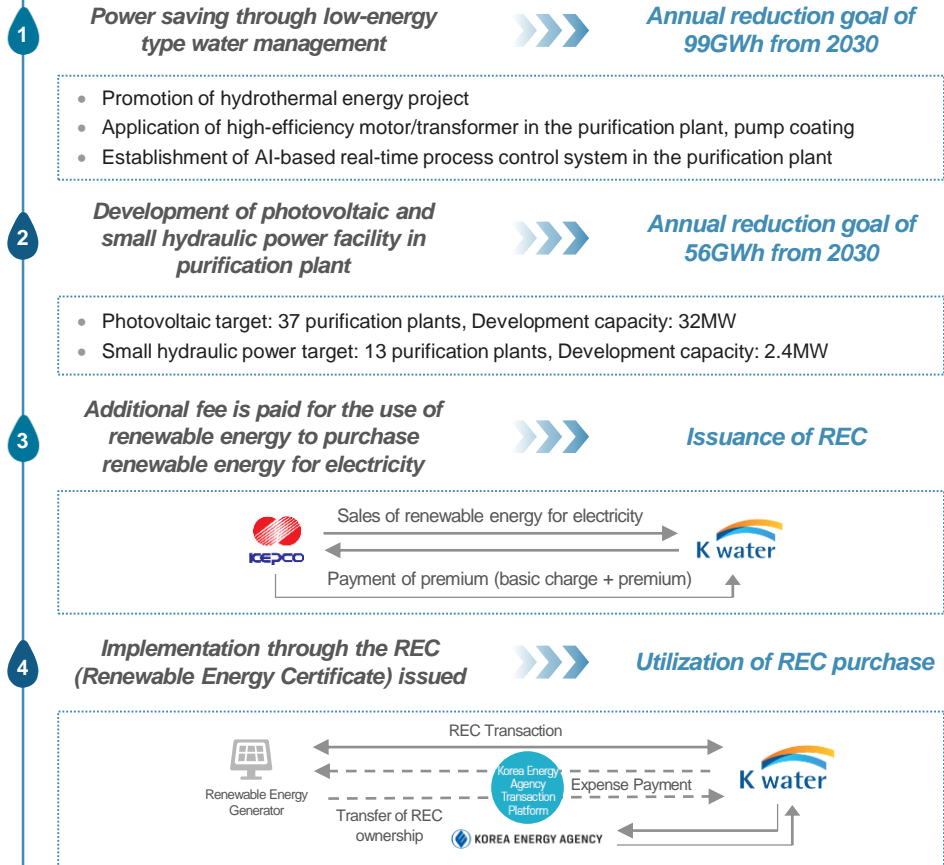 1
Power saving through low-energy
type water management
Annual reduction goal of
99GWh from 2030
• Promotion of hydrothermal energy project
• Application of high-efficiency motor/transformer in the purification plant, pump coating
• Establishment of AI-based real-time process control system in the purification plant
2
Development of photovoltaic and
small hydraulic power facility in
purification plant
Annual reduction goal of
56GWh from 2030
• Photovoltaic target: 37 purification plants, Development capacity: 32MW
• Small hydraulic power target: 13 purification plants, Development capacity: 2.4MW
3
Additional fee is paid for the use of
renewable energy to purchase
renewable energy for electricity
Issuance of REC
Sales of renewable energy for electricity
KEPCO
K water
Payment of premium (basic charge + premium)
4
Implementation through the REC
(Renewable Energy Certificate) issued
Utilization of REC purchase
REC Transaction
Renewable Energy
Generator
Korea Energy
Agency
Transaction
Platform
Expense Payment
K water
Transfer of REC
ownership
KOREA ENERGY AGENCY